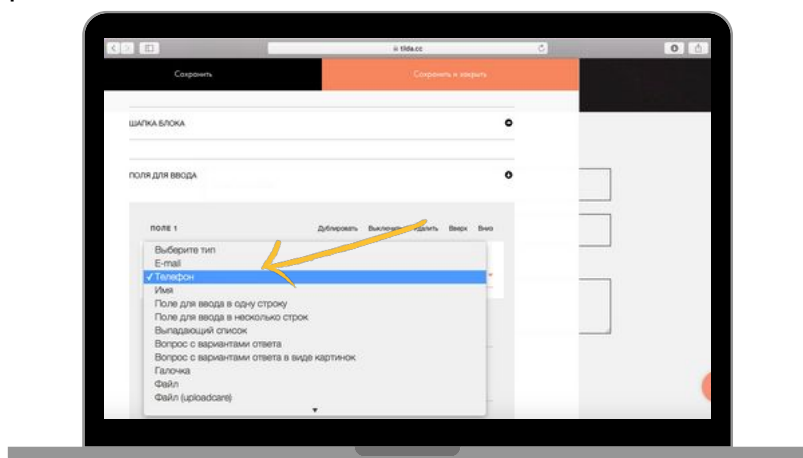 tilda.cc
Сохранить
Сохранить и закрыть
ШАПКА БЛОКА
ПОЛЯ ДЛЯ ВВОДА
ПОЛЕ 1
Дублировать Выключить Удалить Вверх Вниз
Выберите тип
E-mail
✓ Телефон
Имя
Поле для ввода в одну строку
Поле для ввода в несколько строк
Выпадающий список
Вопрос с вариантами ответа
Вопрос с вариантами ответа в виде картинок
Галочка
Файл
Файл (uploadcare)